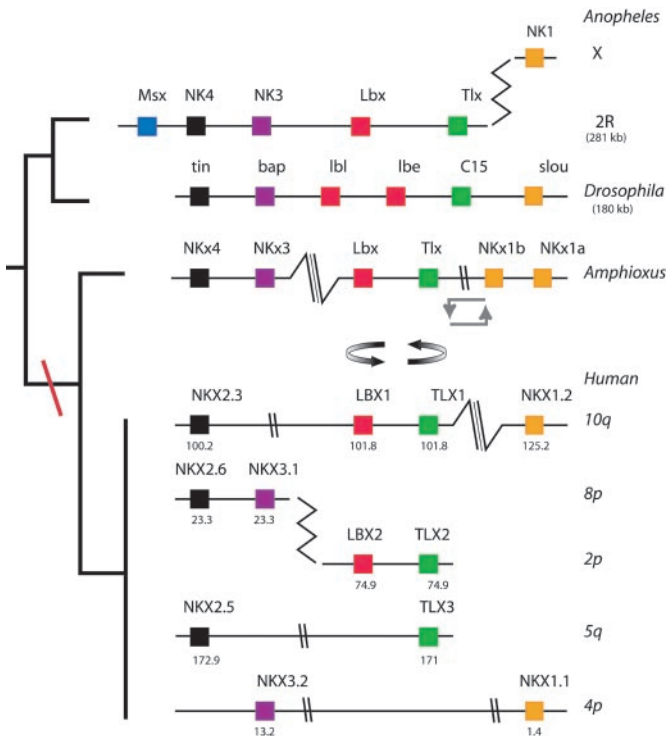 Anopheles
NK1
X
Msx NK4 NK3 Lbx Tlx
2R
(281 kb)
tin bap lbl lbe C15 slou
Drosophila
(180 kb)
NKx4 NKx3 Lbx Tlx NKx1b NKx1a
Amphioxus
Human
NKX2.3 LBX1 TLX1 NKX1.2
10q
100.2 101.8 101.8 125.2
NKX2.6 NKX3.1
8p
23.3 23.3
LBX2 TLX2
2p
74.9 74.9
NKX2.5 TLX3
5q
172.9 171
NKX3.2 NKX1.1
4p
13.2 1.4